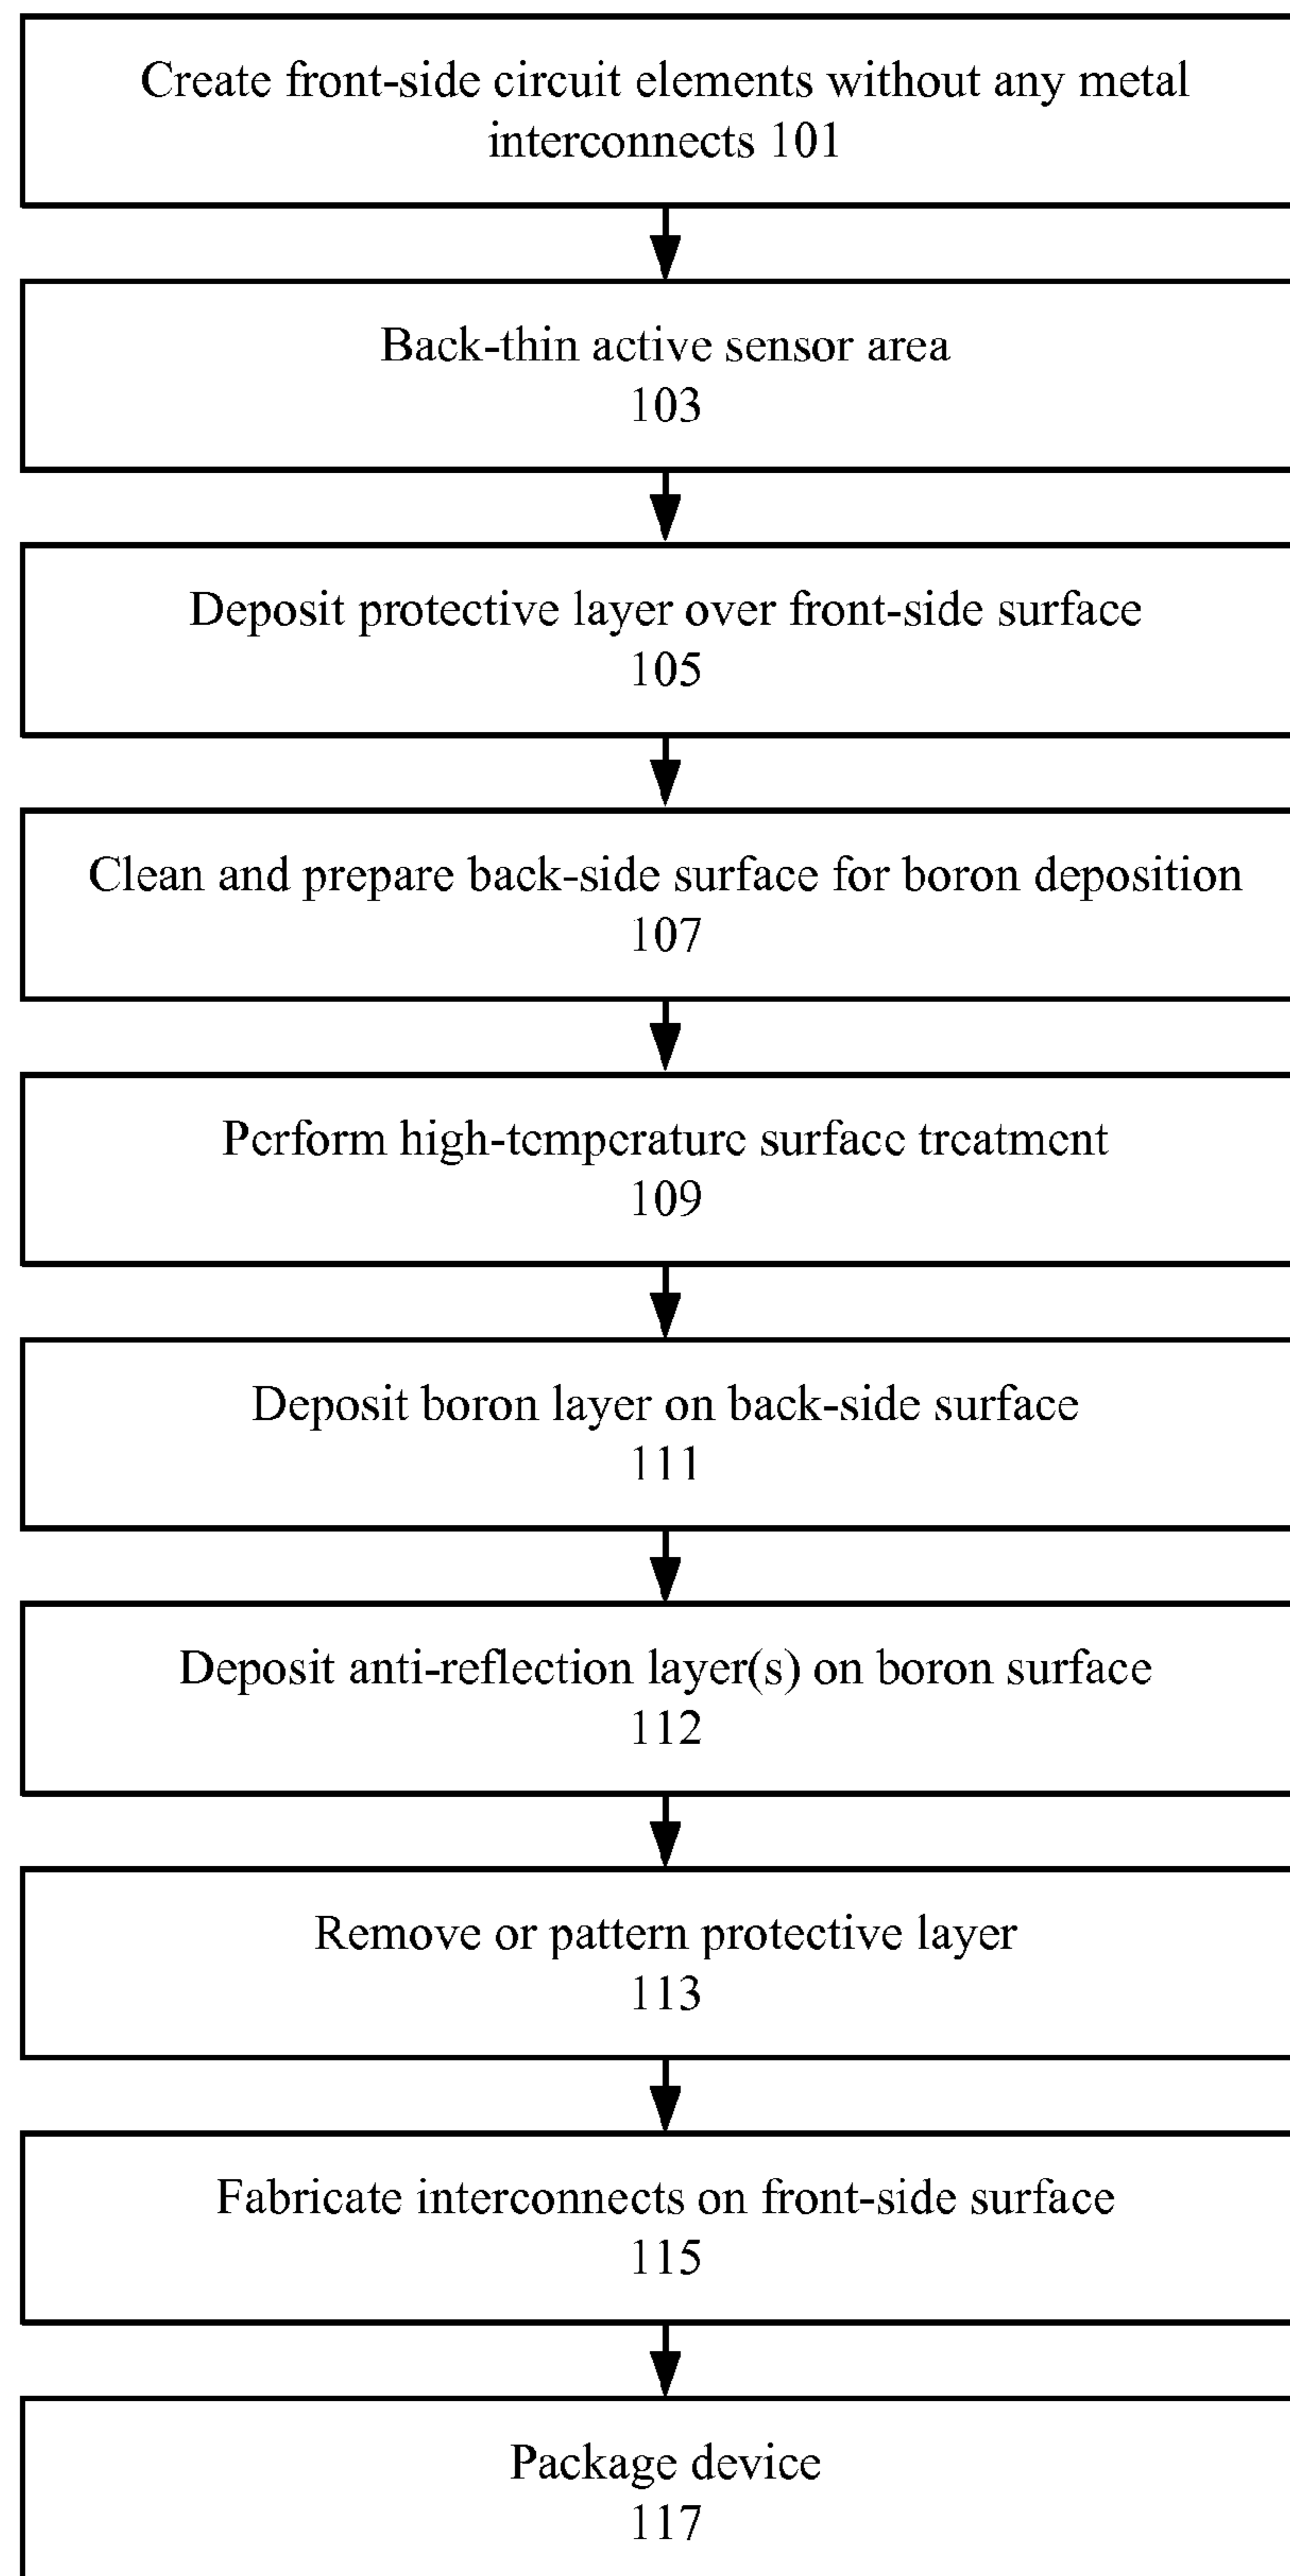 Create front-side circuit elements without any metal
interconnects 101
Back-thin active sensor area
103
Deposit protective layer over front-side surface
105
Clean and prepare back-side surface for boron deposition
107
Perform high-temperature surface treatment
109
Deposit boron layer on back-side surface
111
Deposit anti-reflection layer(s) on boron surface
112
Remove or pattern protective layer
113
Fabricate interconnects on front-side surface
115
Package device
117